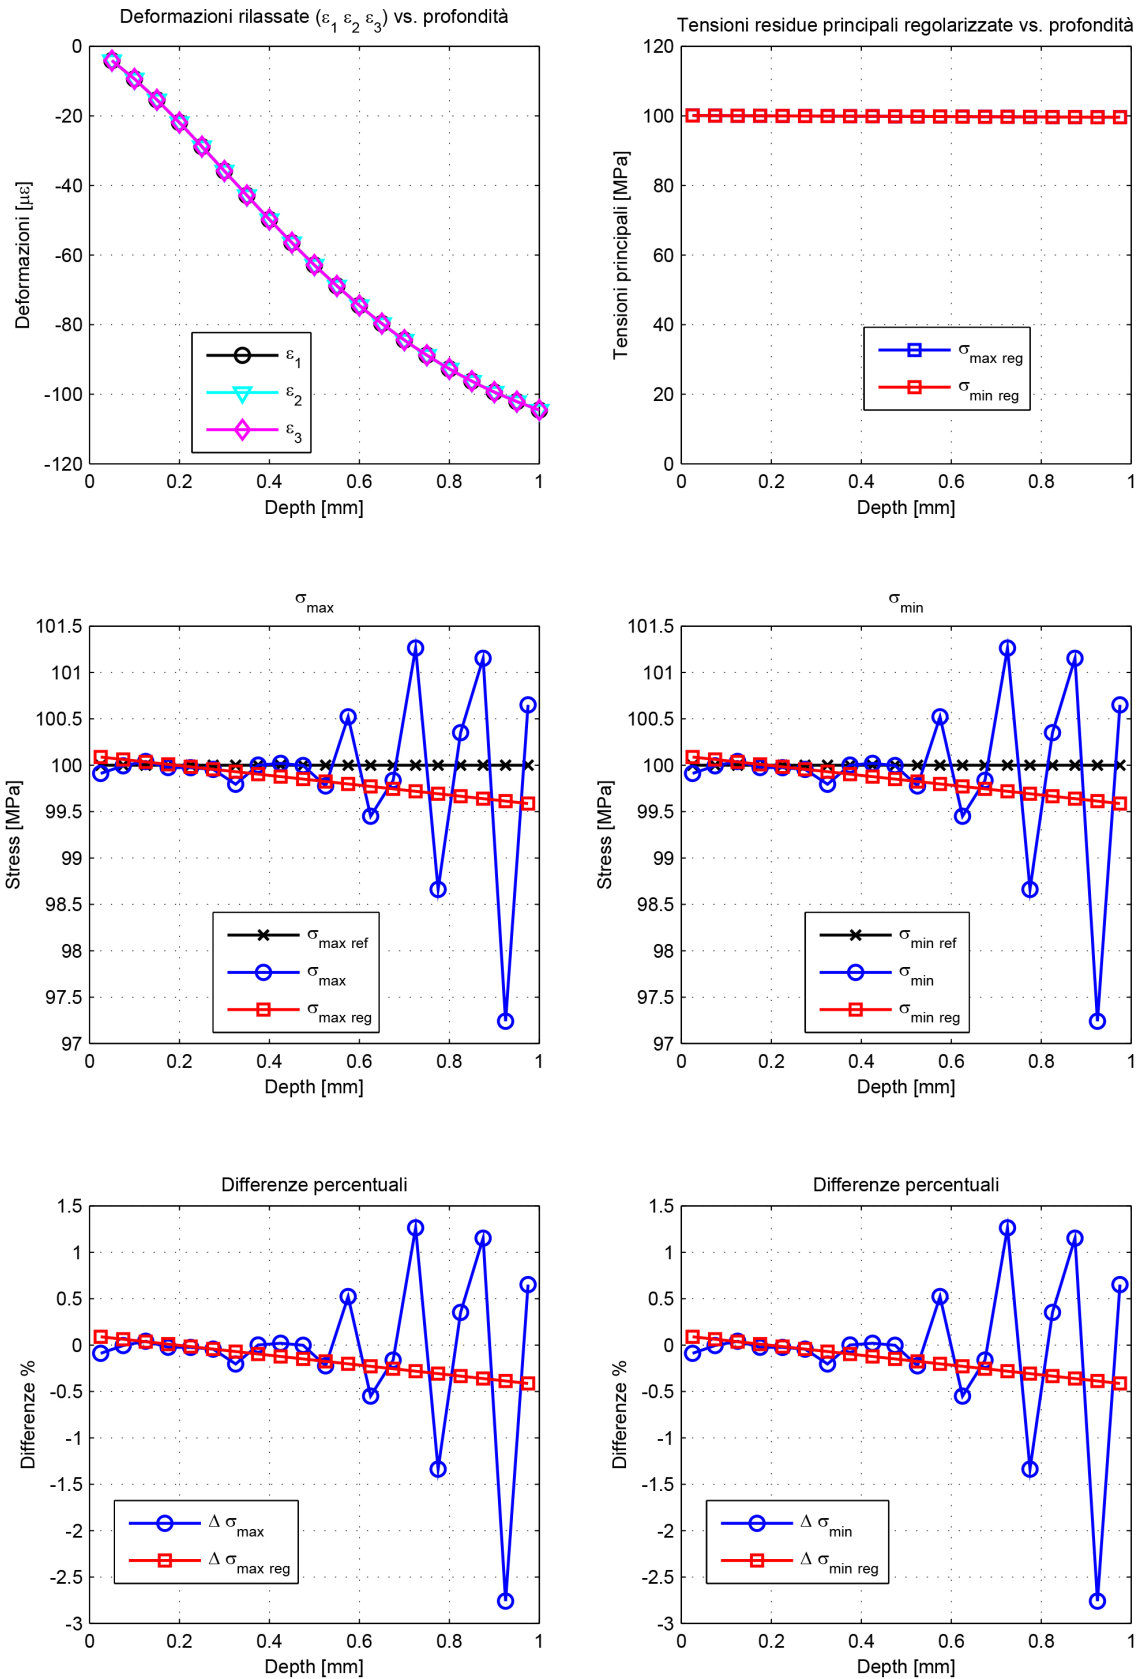 Deformazioni rilassate (ε1 ε2 ε3) vs. profondità
0
-20
-40
-60
-80
-100
-120
Deformazioni [με]
ε1
ε2
ε3
0 0.2 0.4 0.6 0.8 1
Depth [mm]
Tensioni residue principali regolarizzate vs. profondità
120
100
80
60
40
20
0
Tensioni principali [MPa]
σmax reg
σmin reg
0 0.2 0.4 0.6 0.8 1
Depth [mm]
σmax
101.5
101
100.5
100
99.5
99
98.5
98
97.5
97
Stress [MPa]
σmax ref
σmax
σmax reg
0 0.2 0.4 0.6 0.8 1
Depth [mm]
σmin
101.5
101
100.5
100
99.5
99
98.5
98
97.5
97
Stress [MPa]
σmin ref
σmin
σmin reg
0 0.2 0.4 0.6 0.8 1
Depth [mm]
Differenze percentuali
1.5
1
0.5
0
-0.5
-1
-1.5
-2
-2.5
-3
Differenze %
Δ σmax
Δ σmax reg
0 0.2 0.4 0.6 0.8 1
Depth [mm]
Differenze percentuali
1.5
1
0.5
0
-0.5
-1
-1.5
-2
-2.5
-3
Differenze %
Δ σmin
Δ σmin reg
0 0.2 0.4 0.6 0.8 1
Depth [mm]